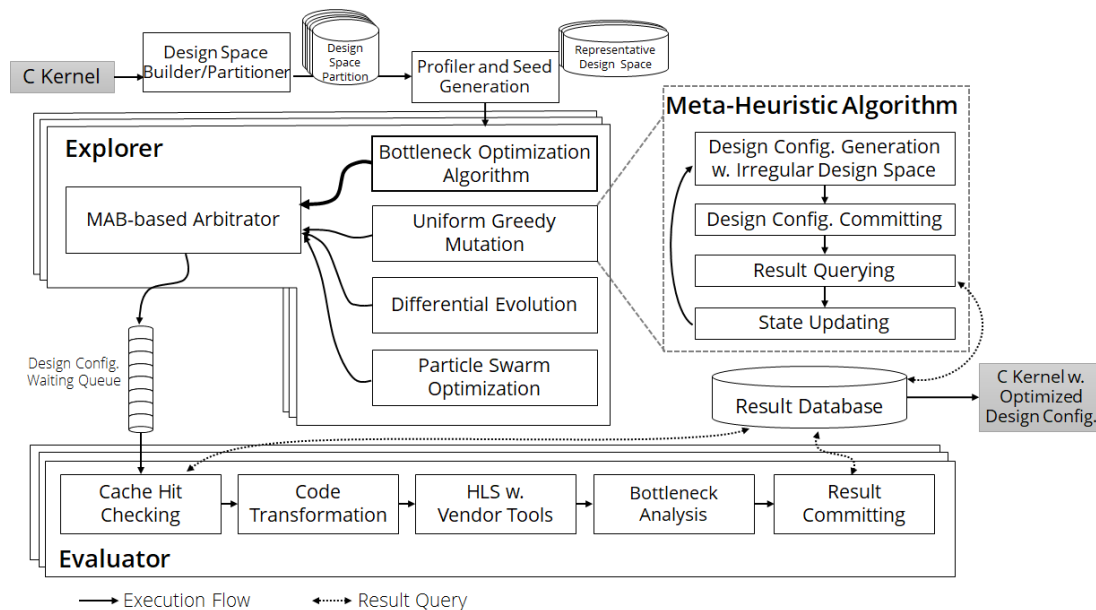 C Kernel
Design Space
Builder/Partitioner
Design
Space
Partition
Profiler and Seed
Generation
Representative
Design Space
Explorer
Bottleneck Optimization
Algorithm
MAB-based Arbitrator
Uniform Greedy
Mutation
Differential Evolution
Particle Swarm
Optimization
Meta-Heuristic Algorithm
Design Config. Generation
w. Irregular Design Space
Design Config. Committing
Result Querying
State Updating
Design Config.
Waiting Queue
Result Database
C Kernel w.
Optimized
Design Config.
Cache Hit
Checking
Code
Transformation
HLS w.
Vendor Tools
Bottleneck
Analysis
Result
Committing
Evaluator
Execution Flow
Result Query